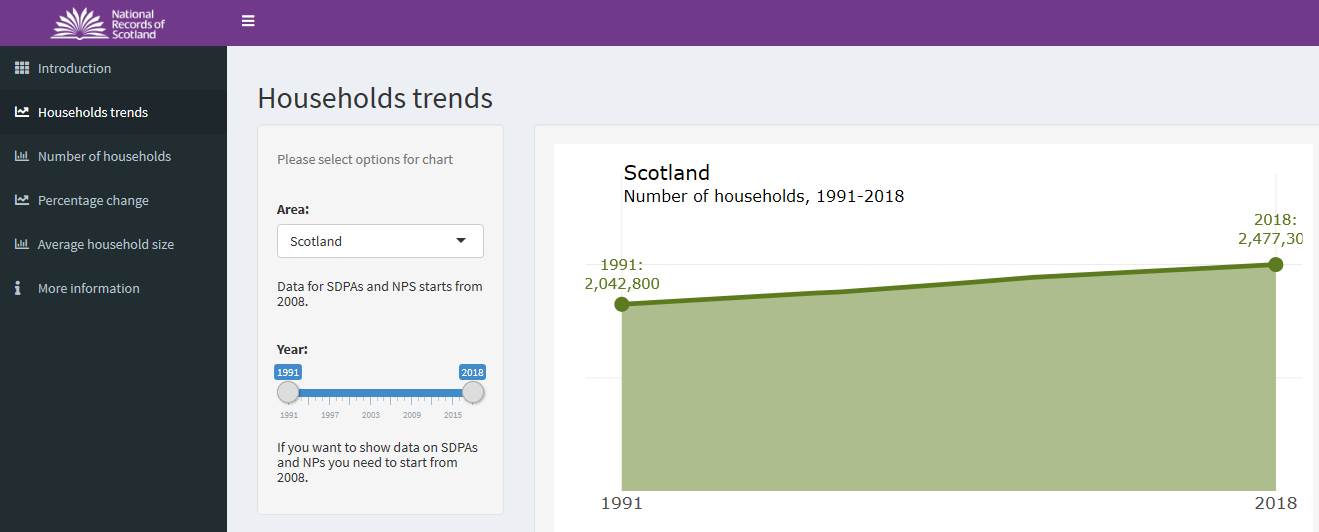 National
Records of
Scotland
Introduction
Households trends
Number of households
Percentage change
Average household size
More information
Households trends
Please select options for chart
Area:
Scotland
Data for SDPAs and NPS starts from
2008.
Year:
1991 2018
1991 1997 2003 2009 2015
If you want to show data on SDPAs
and NPs you need to start from
2008.
Scotland
Number of households, 1991-2018
1991:
2,042,800
2018:
2,477,30
1991 2018